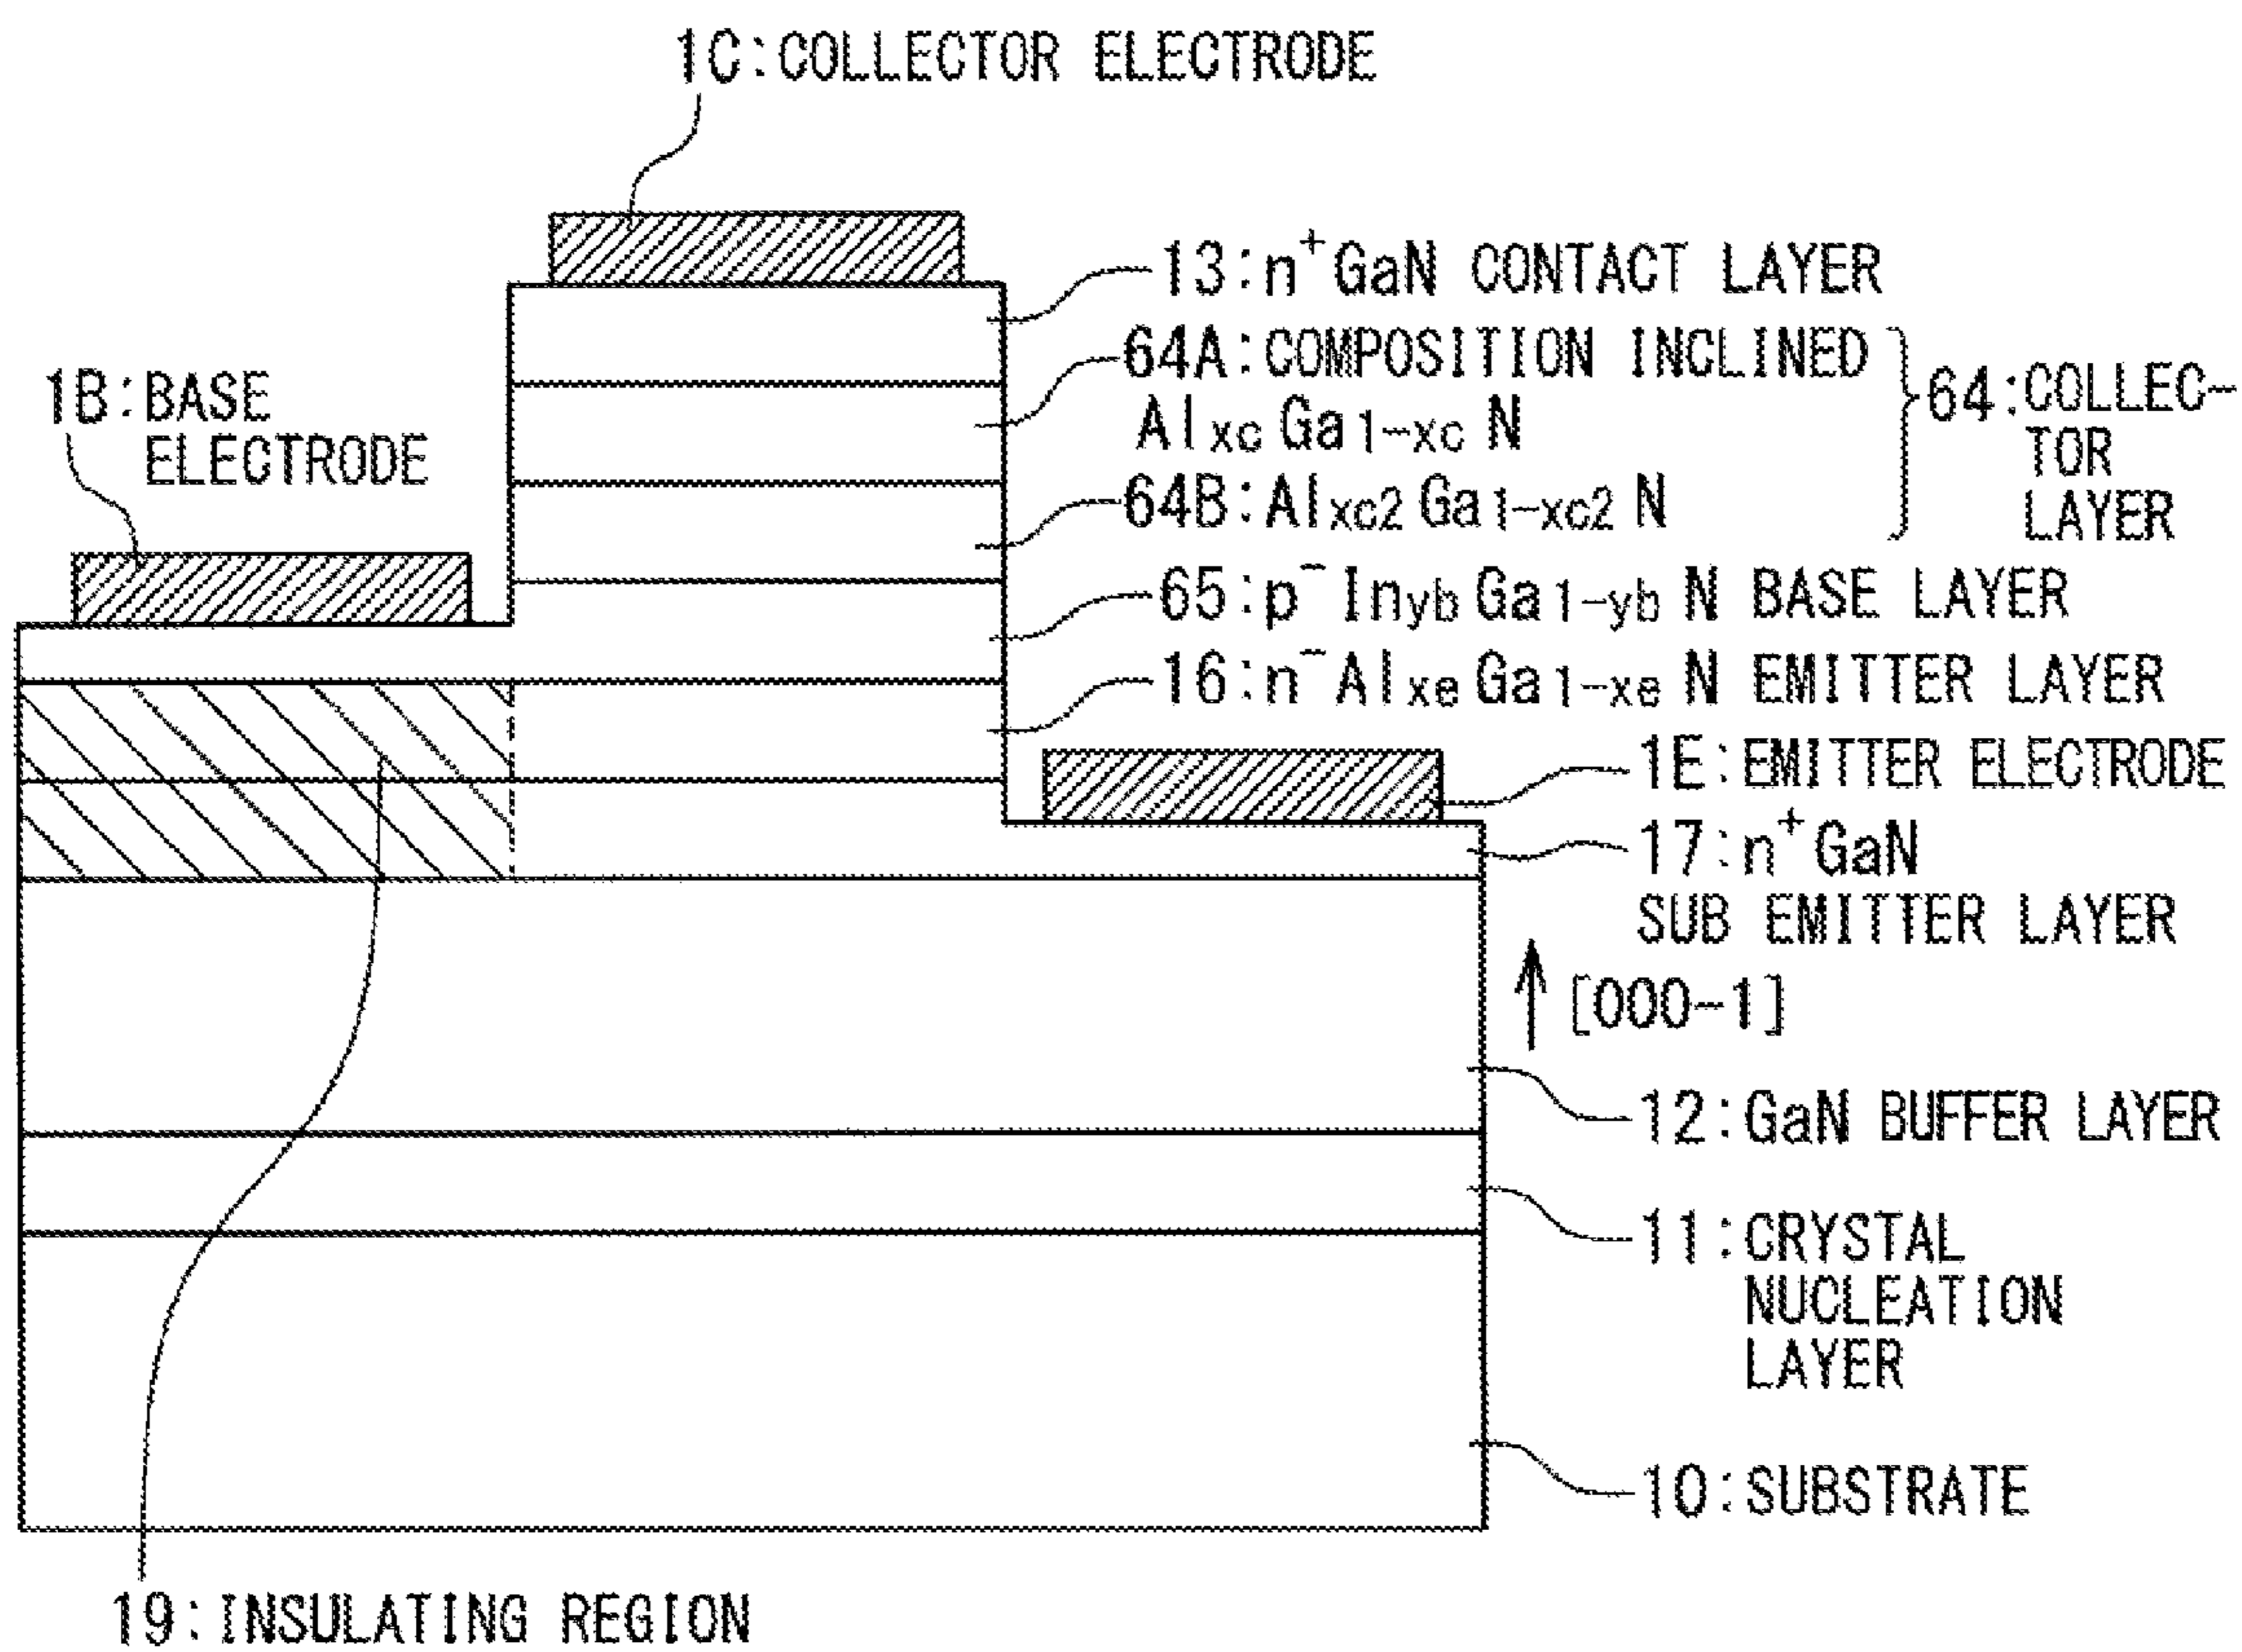 1C:COLLECTOR ELECTRODE
13:n⁺GaN CONTACT LAYER
64A:COMPOSITION INCLINED
AlxcGa1-xcN
64:COLLEC-
TOR
LAYER
1B:BASE
ELECTRODE
64B:Alxc2Ga1-xc2N
65:p⁻InybGa1-ybN BASE LAYER
16:n⁻AlxeGa1-xeN EMITTER LAYER
1E:EMITTER ELECTRODE
17:n⁺GaN
SUB EMITTER LAYER
[000-1]
12:GaN BUFFER LAYER
11:CRYSTAL
NUCLEATION
LAYER
10:SUBSTRATE
19:INSULATING REGION